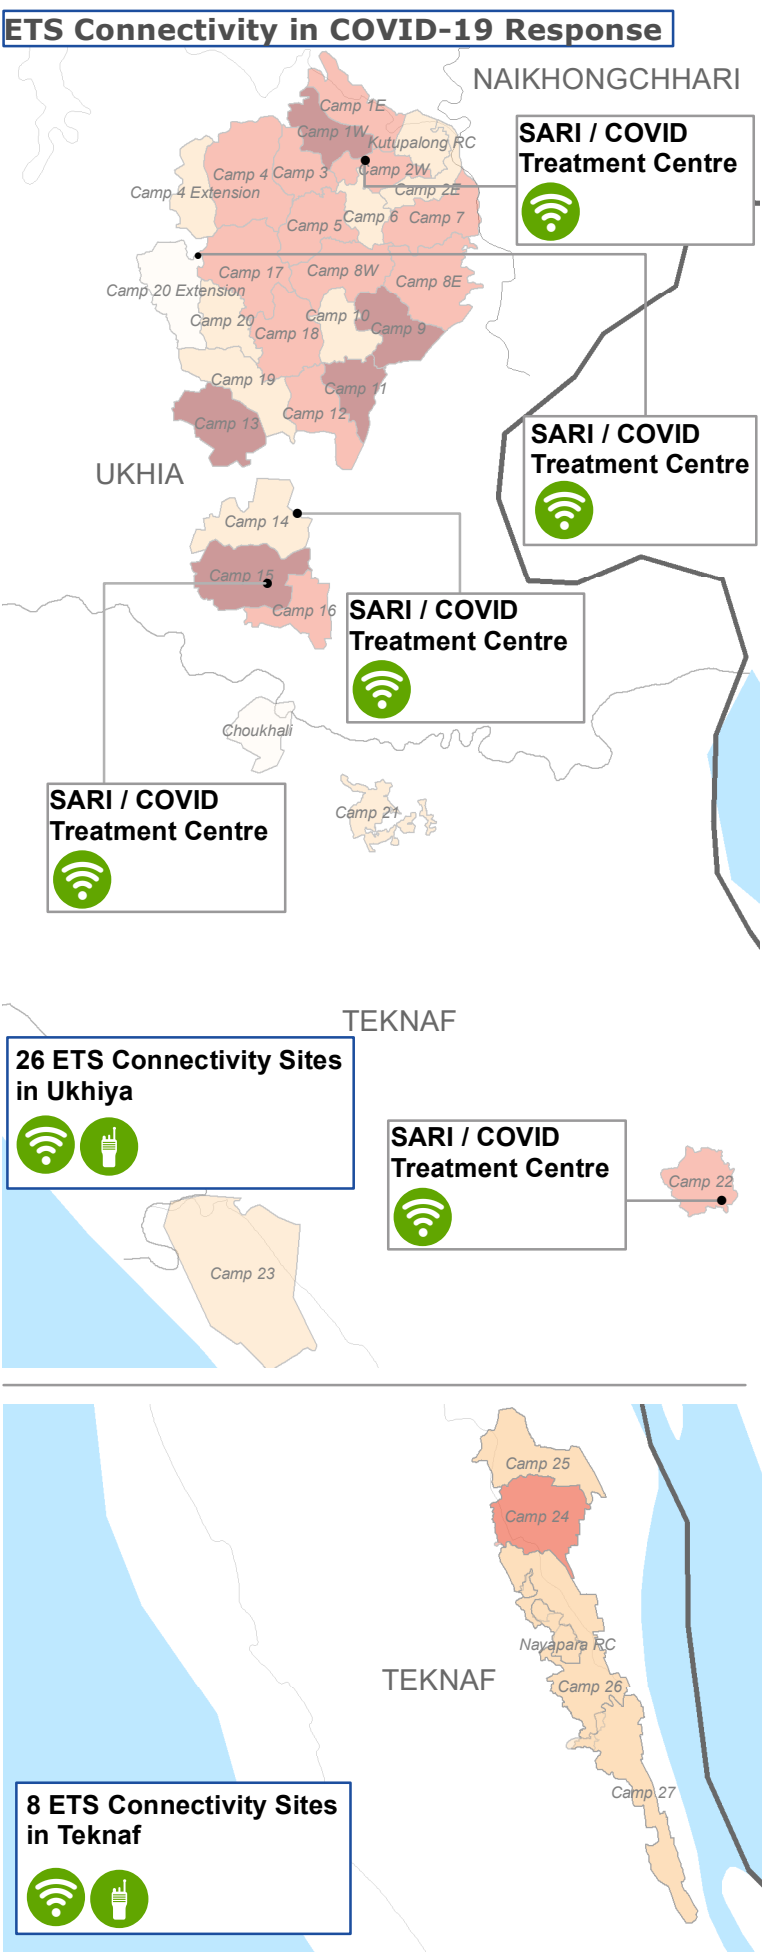 ETS Connectivity in COVID-19 Response
NAIKHONGCHHARI
Camp 1E
SARI / COVID
Treatment Centre
Camp 1W
Kutupalong RC
Camp 4
Camp 3
Camp 2W
Camp 4 Extension
Camp 2E
Camp 5
Camp 6
Camp 7
Camp 17
Camp 8W
Camp 8E
Camp 20 Extension
Camp 20
Camp 10
Camp 18
Camp 9
Camp 19
Camp 11
Camp 13
Camp 12
SARI / COVID
Treatment Centre
UKHIA
Camp 14
Camp 15
Camp 16
SARI / COVID
Treatment Centre
Choukhali
SARI / COVID
Treatment Centre
Camp 21
TEKNAF
26 ETS Connectivity Sites
in Ukhiya
SARI / COVID
Treatment Centre
Camp 22
Camp 23
Camp 25
Camp 24
Nayapara RC
TEKNAF
Camp 26
Camp 27
8 ETS Connectivity Sites
in Teknaf